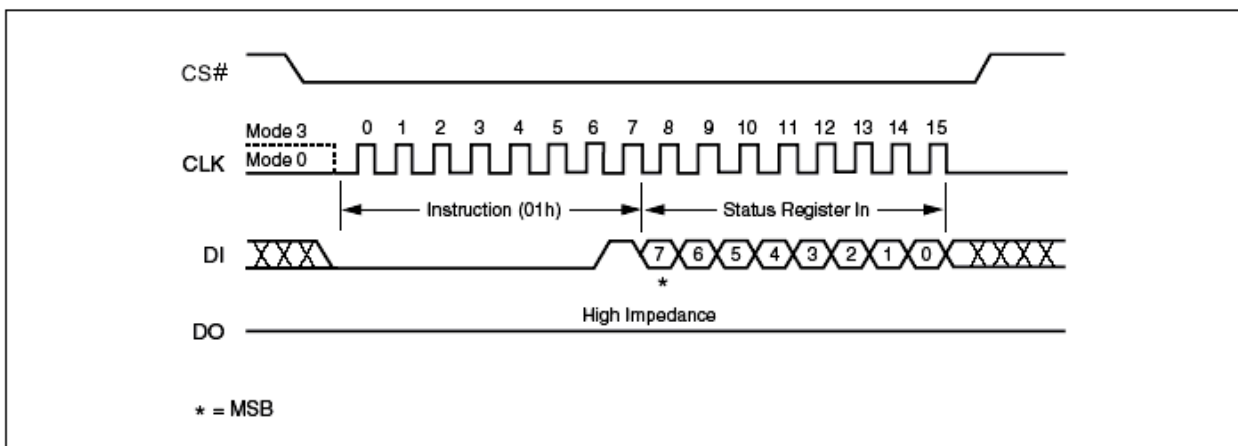 CS#
Mode 3 0 1 2 3 4 5 6 7 8 9 10 11 12 13 14 15
CLK Mode 0
Instruction (01h) Status Register In
DI 7 6 5 4 3 2 1 0
*
High Impedance
DO
* = MSB